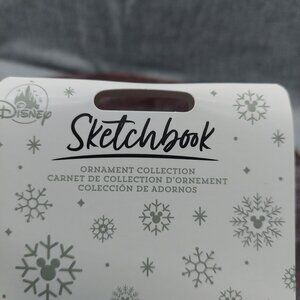 Disney
Sketchbook
ORNAMENT COLLECTION
CARNET DE COLLECTION D'ORNEMENT
COLECCIÓN DE ADORNOS